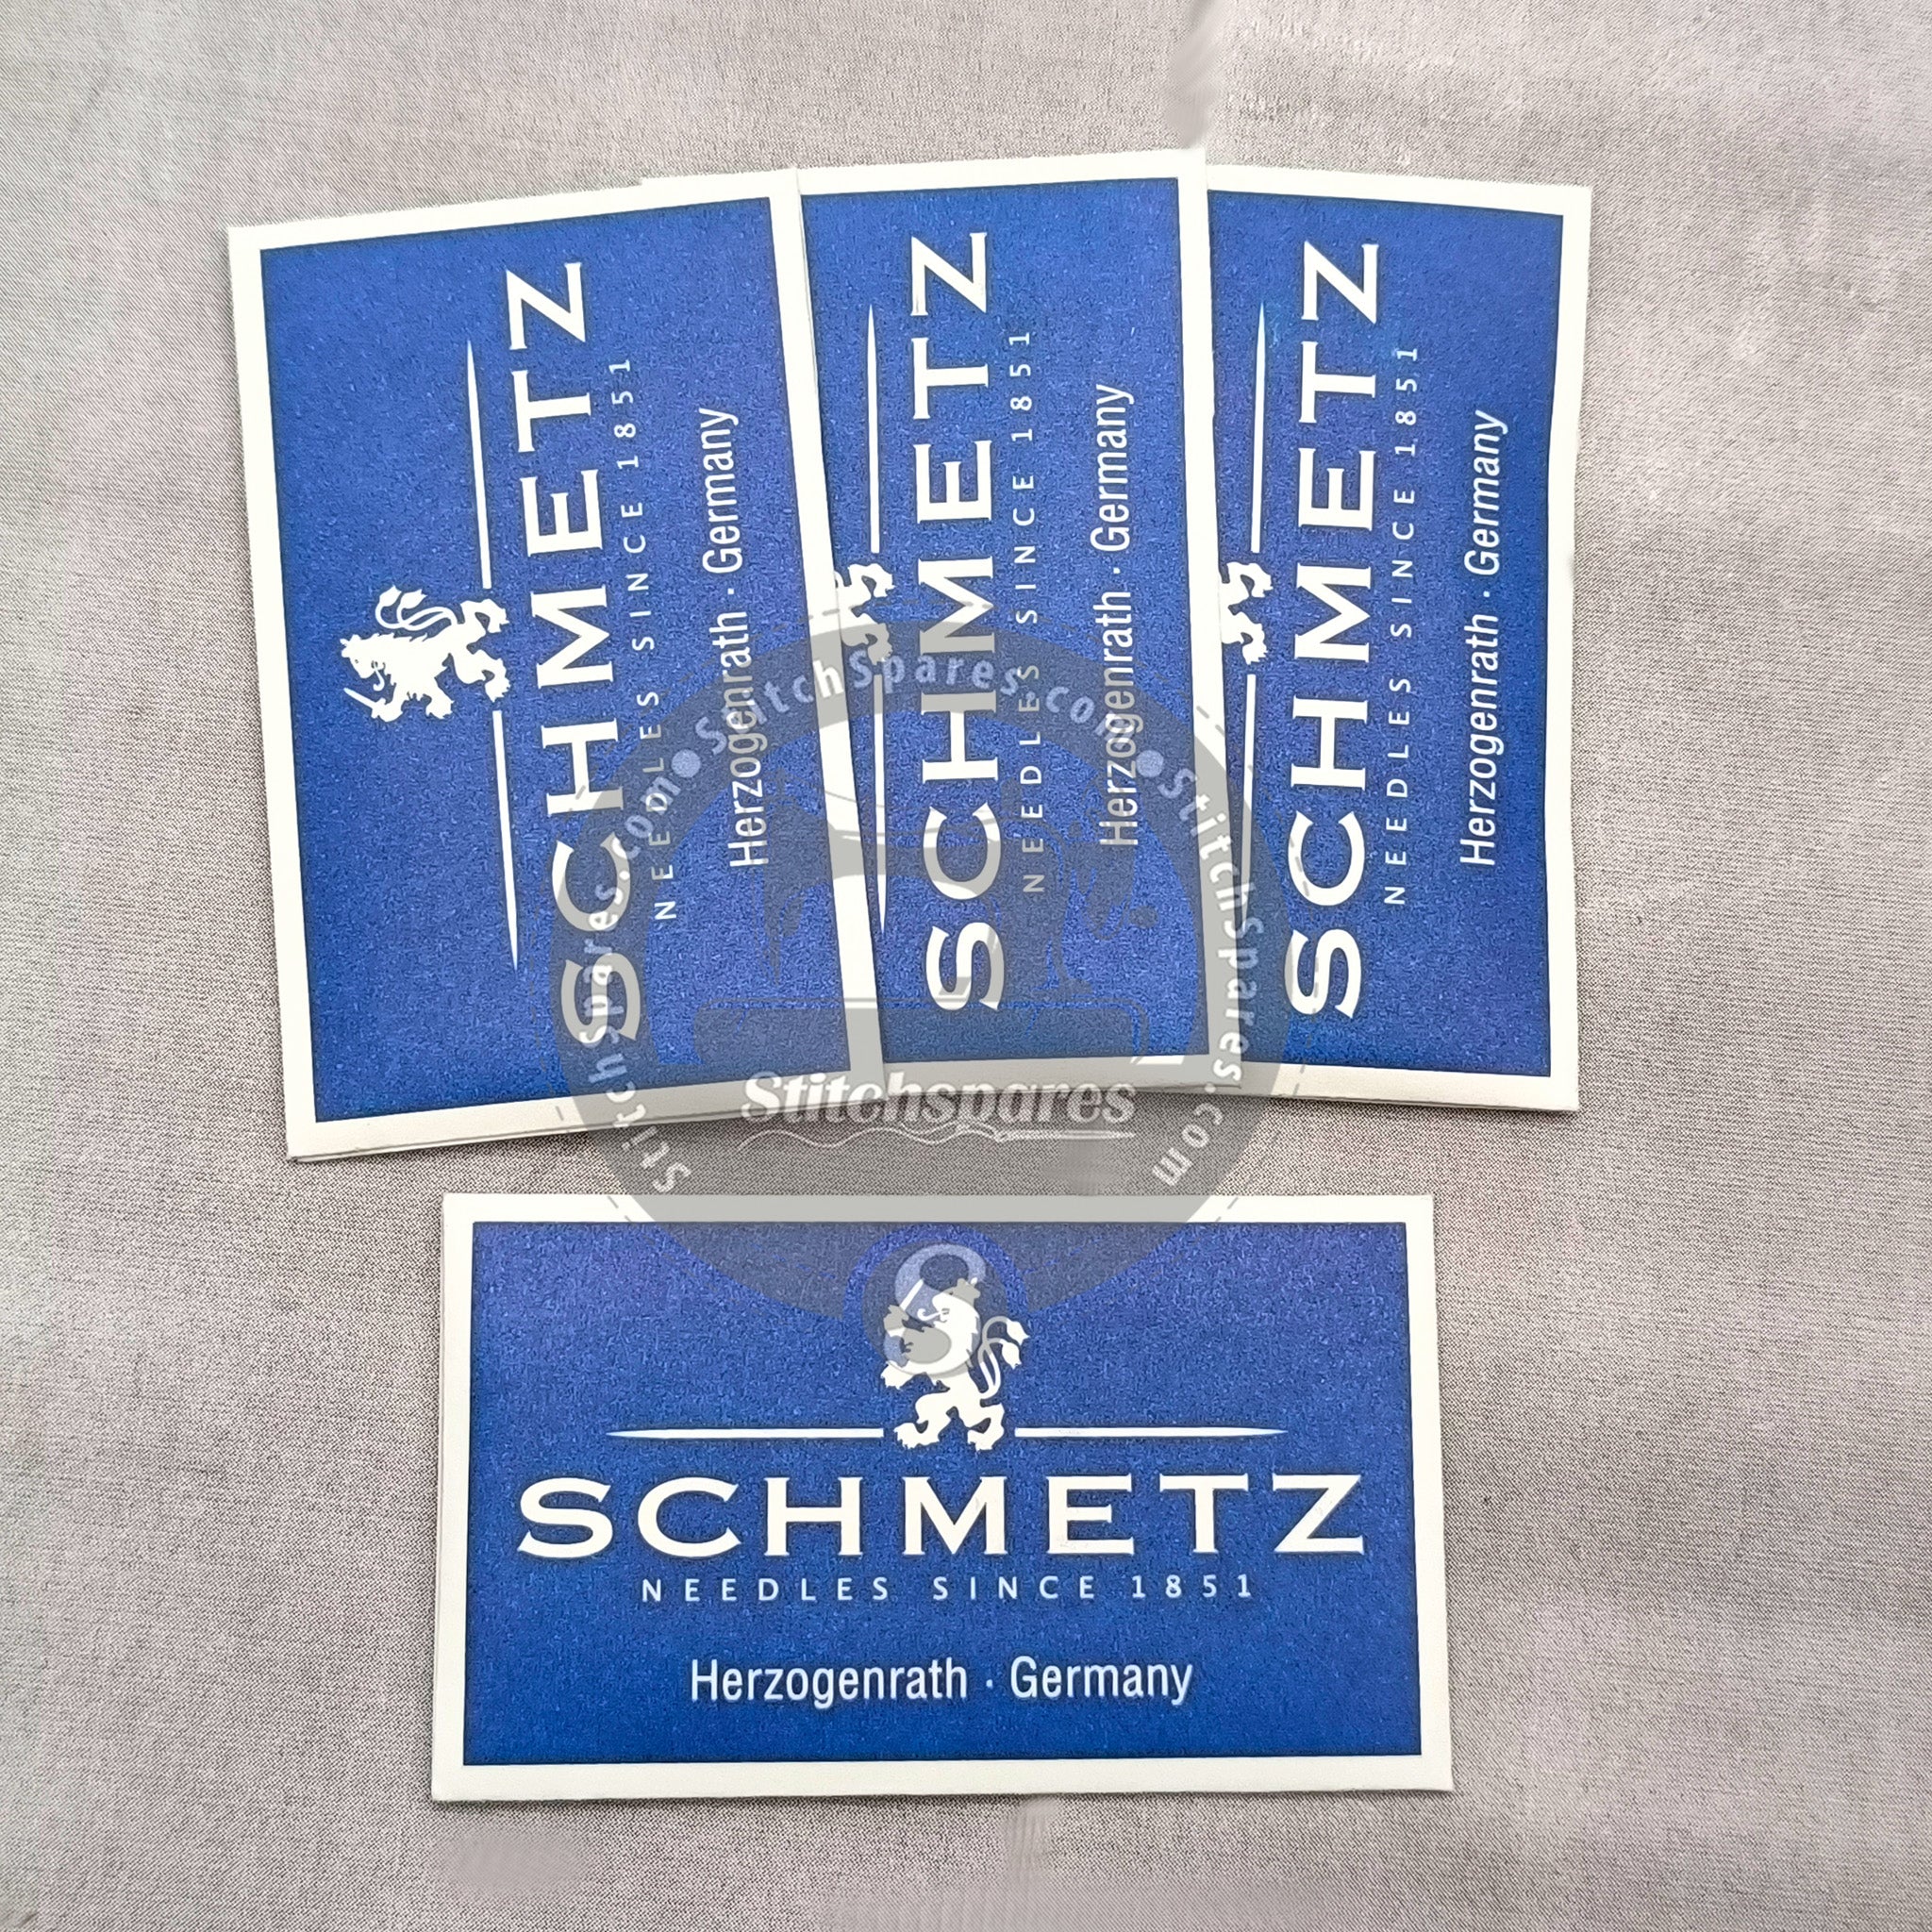 SCHMETZ
NEEDLES SINCE 1851
Herzogenrath · Germany
SCHMETZ
NEEDLES SINCE 1851
Herzogenrath · Germany
SCHMETZ
NEEDLES SINCE 1851
Herzogenrath · Germany
StitchSpares.com • StitchSpares.com • StitchSpares.com
Stitchspares
S
SCHMETZ
NEEDLES SINCE 1851
Herzogenrath · Germany